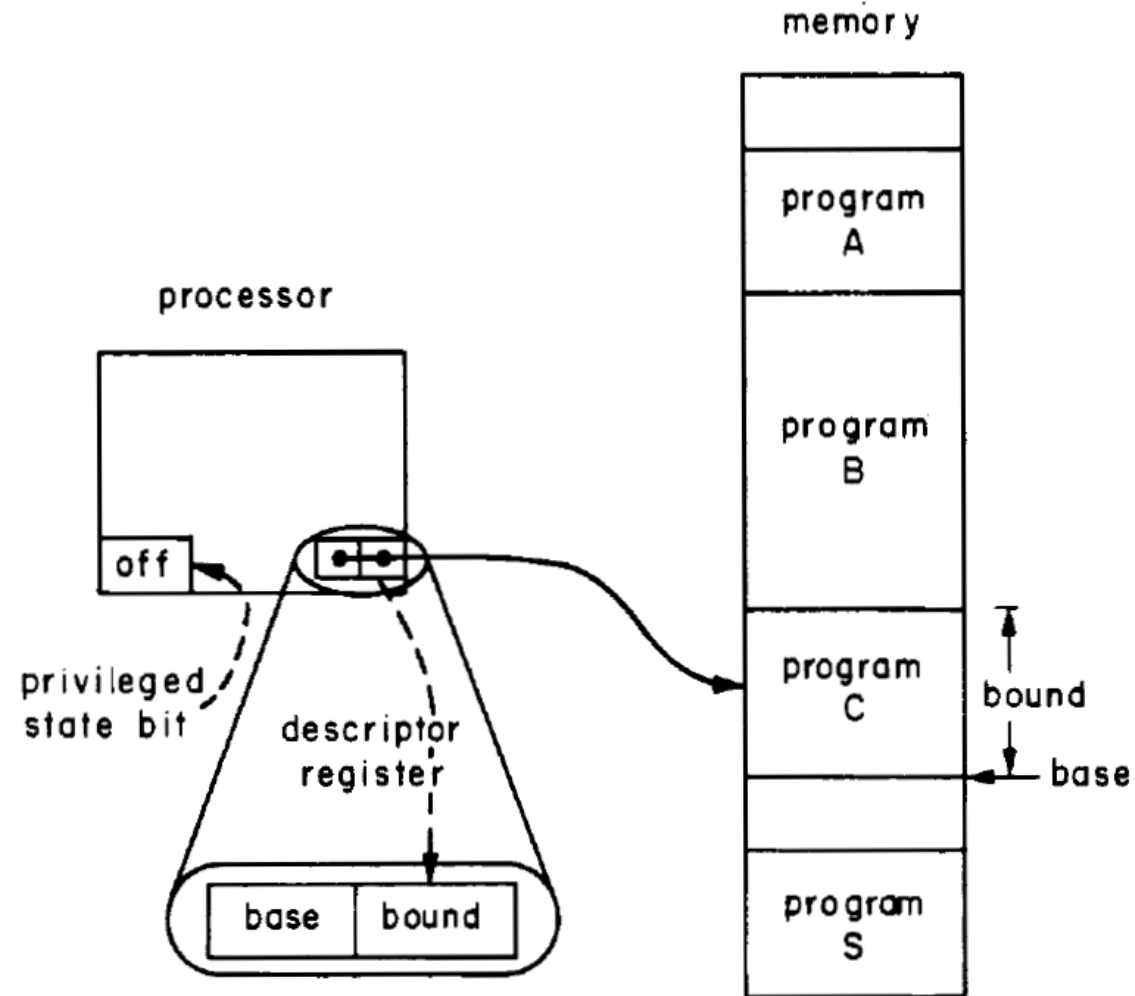 memory
program
A
processor
program
B
off
privileged
state bit
descriptor
register
program
C
bound
base
base
bound
program
S